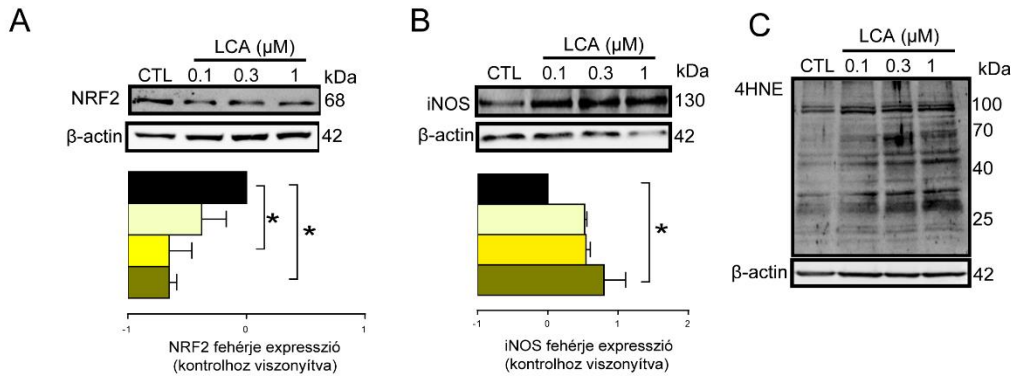 A
LCA (µM)
CTL 0.1 0.3 1 kDa
NRF2 68
β-actin 42
*
*
-1 0 1
NRF2 fehérje expresszió
(kontrolhoz viszonyítva)
B
LCA (µM)
CTL 0.1 0.3 1 kDa
iNOS 130
β-actin 42
*
-1 0 1 2
iNOS fehérje expresszió
(kontrolhoz viszonyítva)
C
LCA (µM)
CTL 0.1 0.3 1 kDa
4HNE
100
70
40
25
β-actin 42